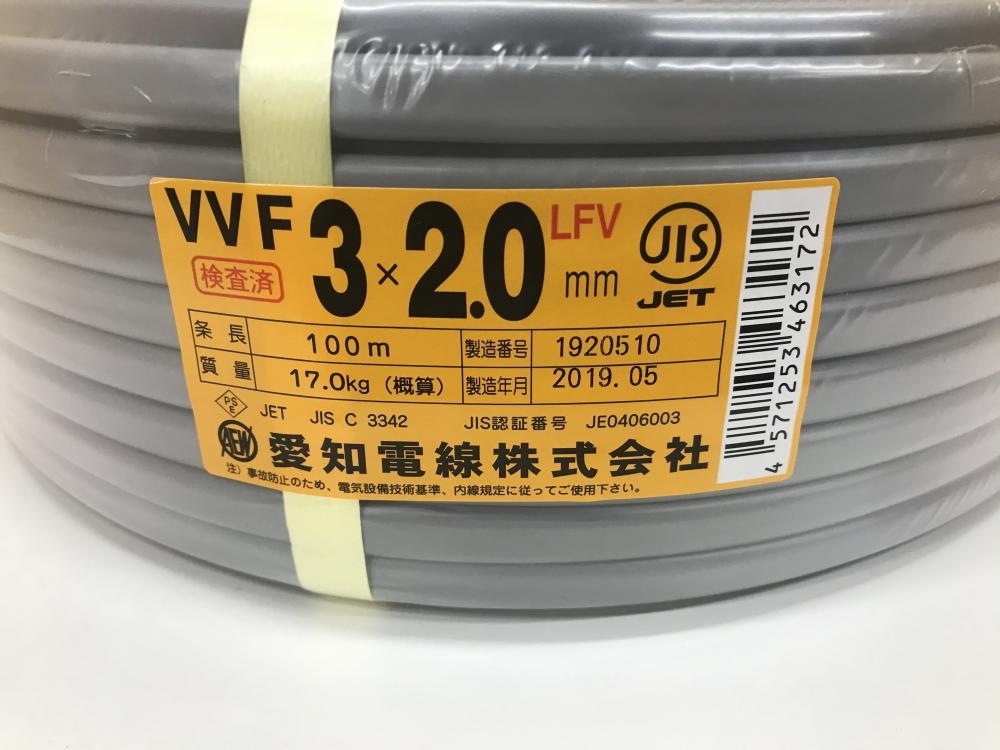 VVF 3×2.0 mm LFV
検査済
JIS
JET
条長 100m 製造番号 1920510
質量 17.0kg（概算） 製造年月 2019.05
PS
E
JET JIS C 3342 JIS認証番号 JE0406003
AEW 愛知電線株式会社
注）事故防止のため、電気設備技術基準、内線規定に従ってご使用下さい。
4 571253 463172